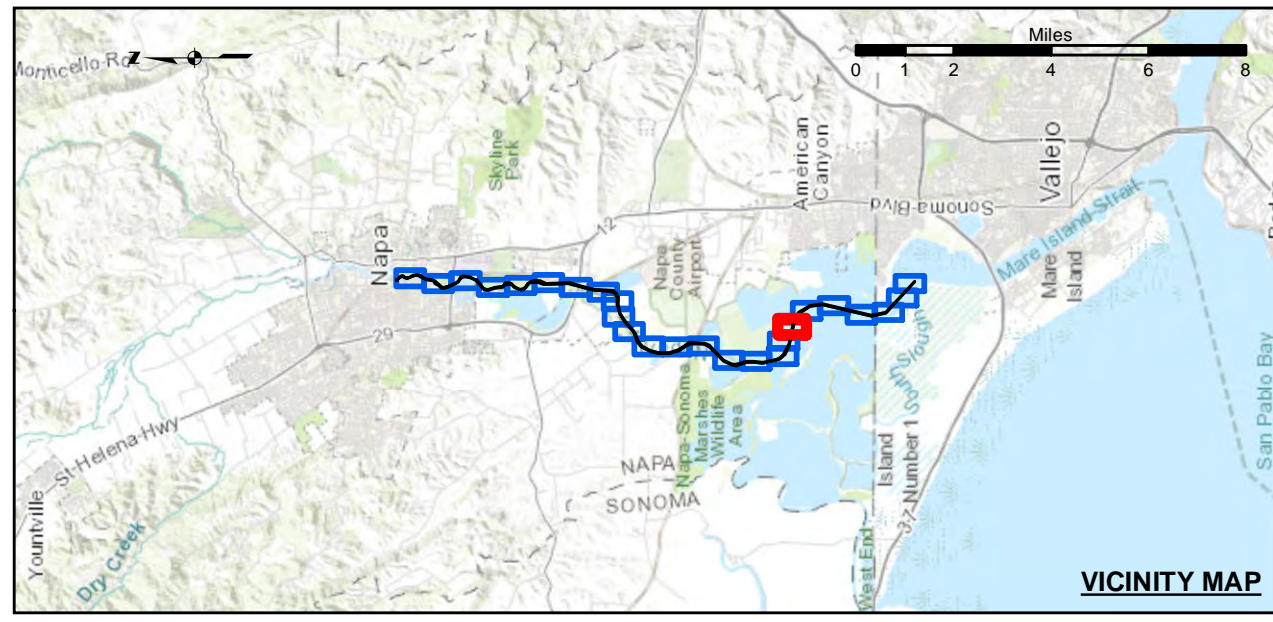 Monticello-Rd
Z
Miles
0 1 2 4 6 8
Skyline
Park
American
Canyon
Vallejo
Sonoma-Blvd
Mare Island-Strait
12
Napa
Napa
County
Airport
Mare
Island
29
Napa-Sonoma
Marshes
Wildlife
Area
South Slough
Island
Number 1
37
San Pablo Bay
St-Helena-Hwy
NAPA
SONOMA
Yountville
Dry Creek
West End
VICINITY MAP